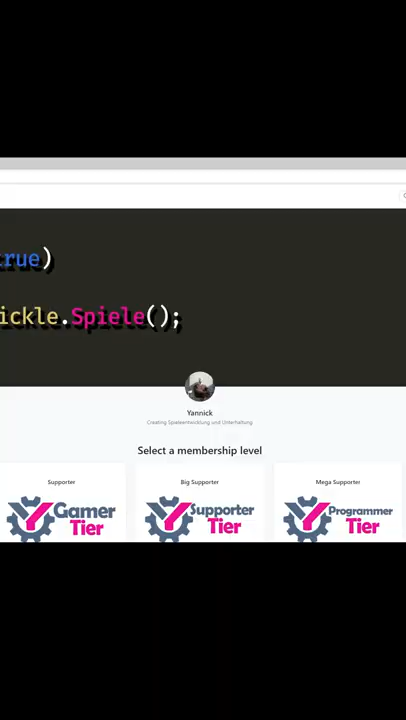 rue)
ickle.Spiele();
Yannick
Creating Spieleentwicklung und Unterhaltung
Select a membership level
Supporter
Big Supporter
Mega Supporter
Gamer
Tier
Supporter
Tier
Programmer
Tier